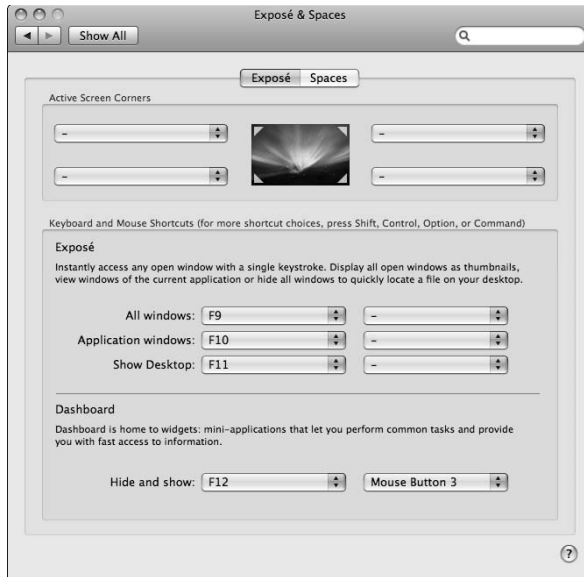 Exposé & Spaces
Show All
Exposé Spaces
Active Screen Corners
– –
– –
Keyboard and Mouse Shortcuts (for more shortcut choices, press Shift, Control, Option, or Command)
Exposé
Instantly access any open window with a single keystroke. Display all open windows as thumbnails,
view windows of the current application or hide all windows to quickly locate a file on your desktop.
All windows: F9 –
Application windows: F10 –
Show Desktop: F11 –
Dashboard
Dashboard is home to widgets: mini-applications that let you perform common tasks and provide
you with fast access to information.
Hide and show: F12 Mouse Button 3
?